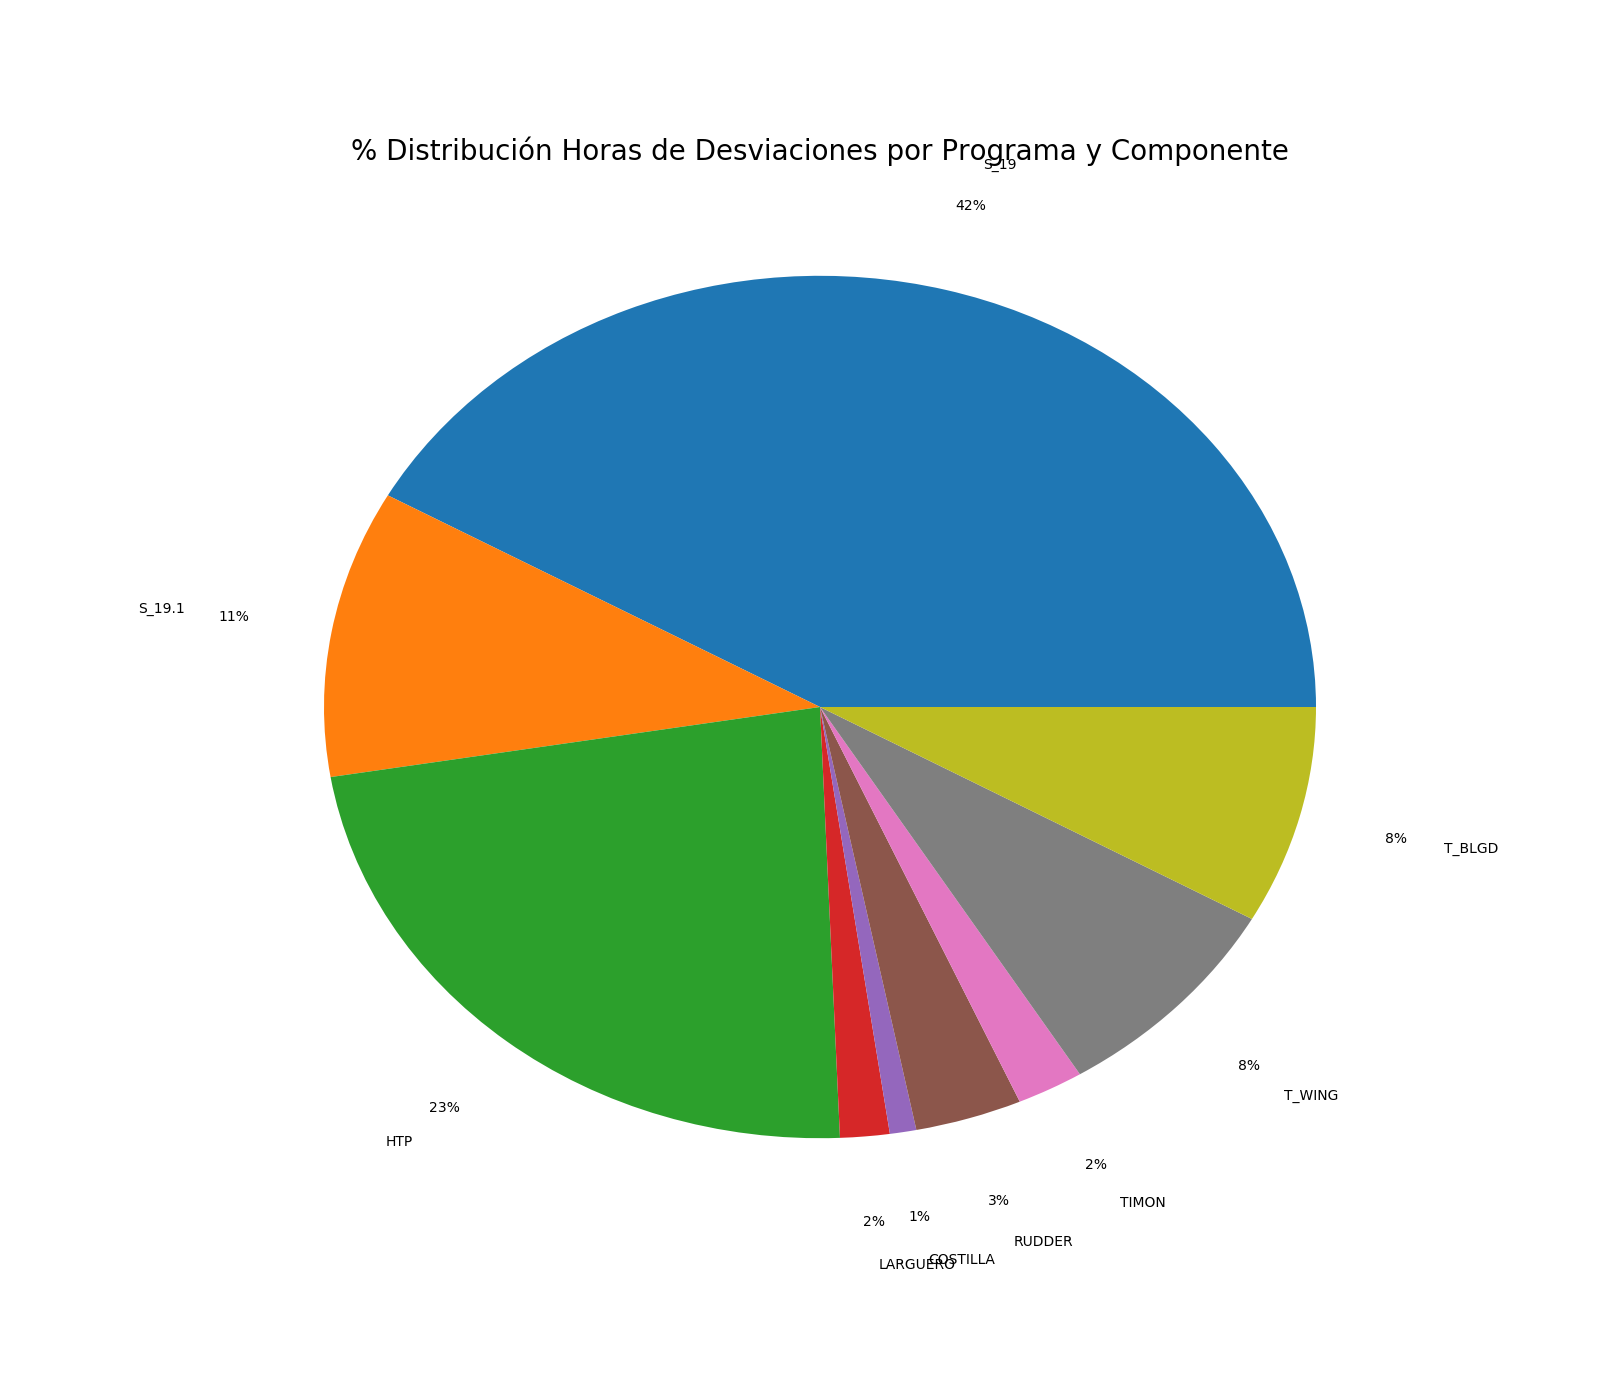 % Distribución Horas de Desviaciones por Programa y Componente
S_19
42%
S_19.1
11%
8%
T_BLGD
8%
T_WING
23%
HTP
2%
TIMON
3%
RUDDER
1%
COSTILLA
2%
LARGUERO